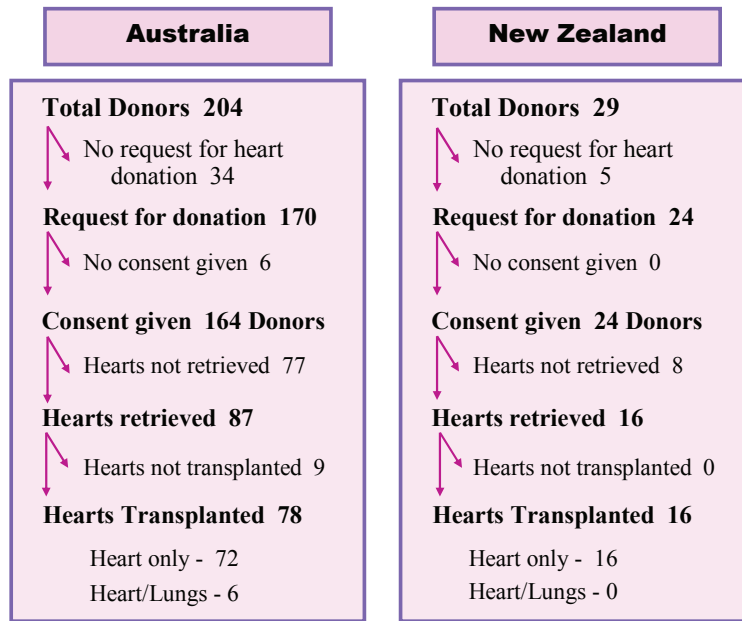 Australia
Total Donors 204
No request for heart
donation 34
Request for donation 170
No consent given 6
Consent given 164 Donors
Hearts not retrieved 77
Hearts retrieved 87
Hearts not transplanted 9
Hearts Transplanted 78
Heart only - 72
Heart/Lungs - 6
New Zealand
Total Donors 29
No request for heart
donation 5
Request for donation 24
No consent given 0
Consent given 24 Donors
Hearts not retrieved 8
Hearts retrieved 16
Hearts not transplanted 0
Hearts Transplanted 16
Heart only - 16
Heart/Lungs - 0